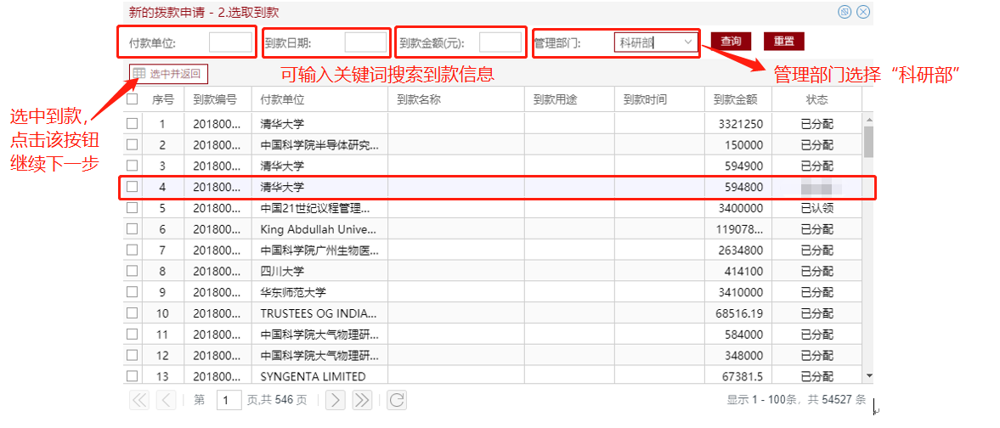 新的拨款申请 - 2.选取到款
付款单位: 到款日期: 到款金额(元): 管理部门: 科研部 查询 重置
选中并返回 可输入关键词搜索到款信息 管理部门选择“科研部”
选中到款，
点击该按钮
继续下一步
序号 到款编号 付款单位 到款名称 到款用途 到款时间 到款金额 状态
1 201800... 清华大学 3321250 已分配
2 201800... 中国科学院半导体研究... 150000 已分配
3 201800... 清华大学 594900 已分配
4 201800... 清华大学 594800
5 201800... 中国21世纪议程管理... 3400000 已认领
6 201800... King Abdullah Unive... 119078... 已分配
7 201800... 中国科学院广州生物医... 2634800 已分配
8 201800... 四川大学 414100 已分配
9 201800... 华东师范大学 3410000 已分配
10 201800... TRUSTEES OG INDIA... 68516.19 已分配
11 201800... 中国科学院大气物理研... 584000 已分配
12 201800... 中国科学院大气物理研... 348000 已分配
13 201800... SYNGENTA LIMITED 67381.5 已分配
第 1 页,共 546 页 显示 1 - 100条，共 54527 条